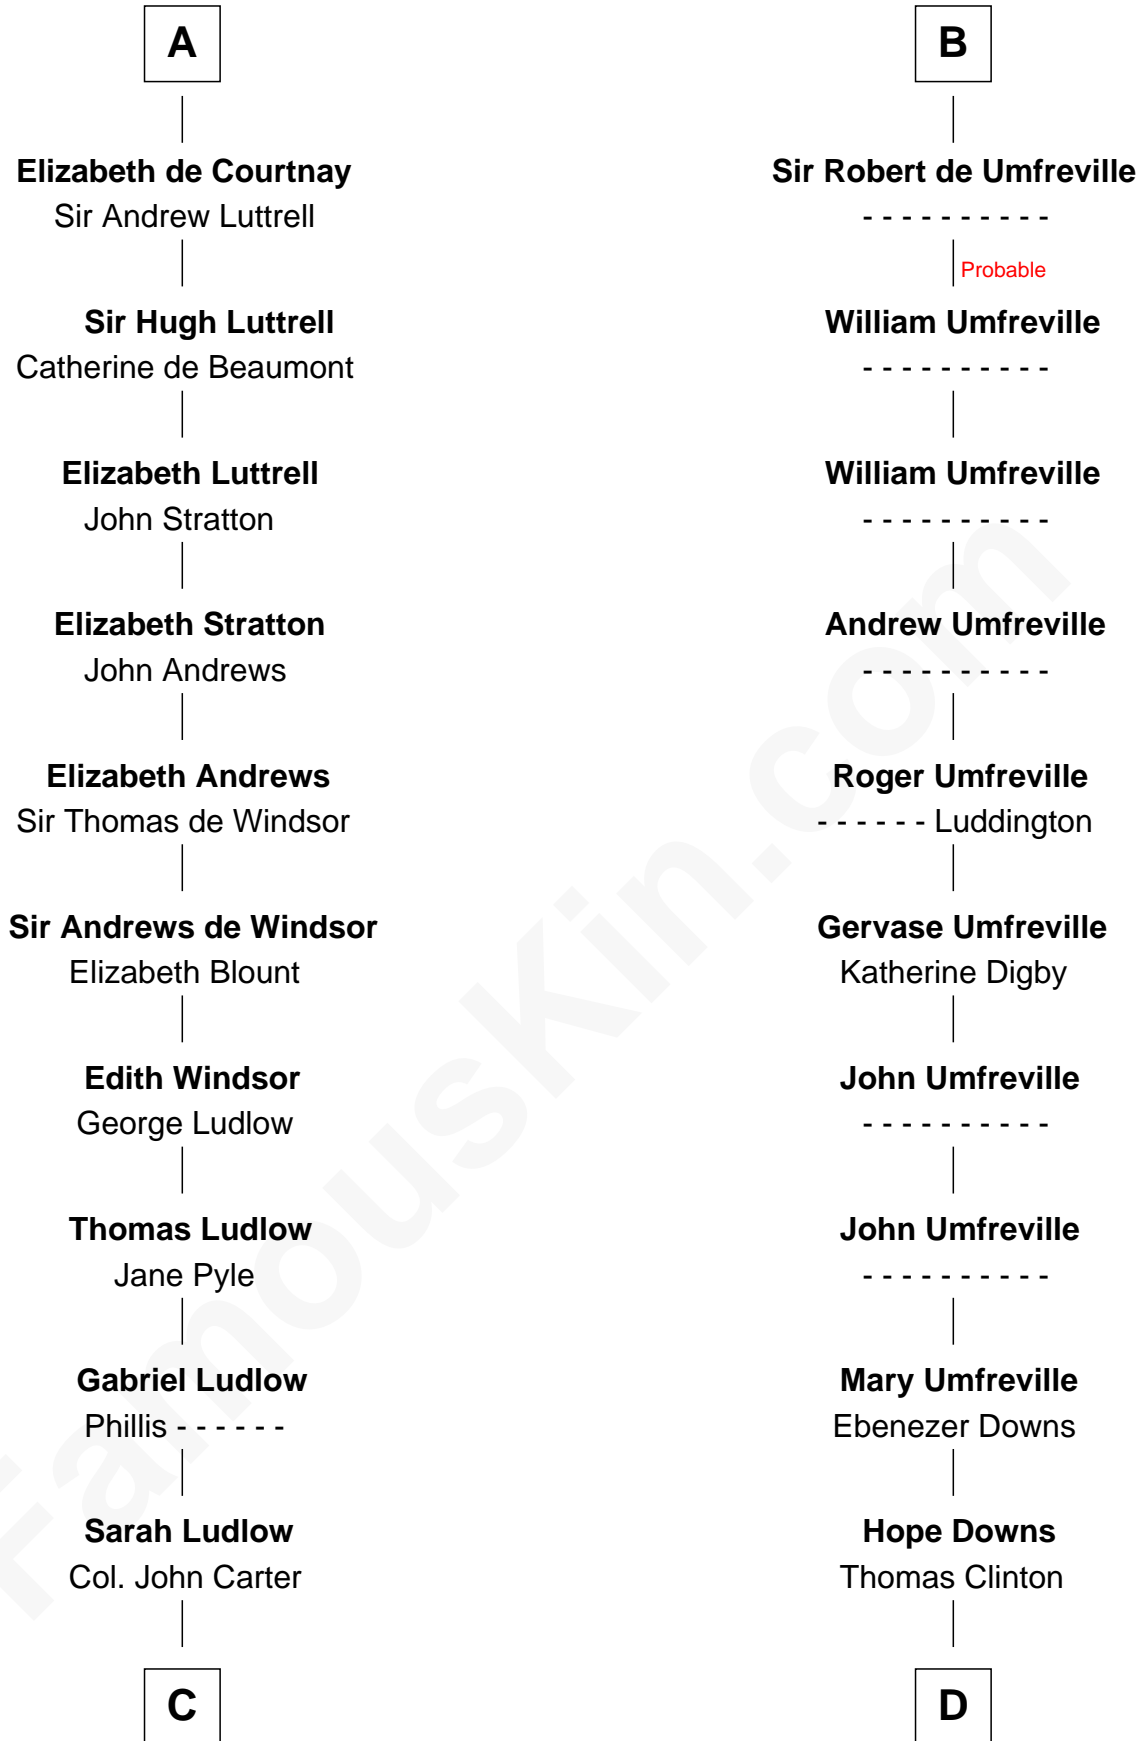 A
Elizabeth de Courtnay
Sir Andrew Luttrell
Sir Hugh Luttrell
Catherine de Beaumont
Elizabeth Luttrell
John Stratton
Elizabeth Stratton
John Andrews
Elizabeth Andrews
Sir Thomas de Windsor
Sir Andrews de Windsor
Elizabeth Blount
Edith Windsor
George Ludlow
Thomas Ludlow
Jane Pyle
Gabriel Ludlow
Phillis - - - - - -
Sarah Ludlow
Col. John Carter
C
B
Sir Robert de Umfreville
- - - - - - - - - -
Probable
William Umfreville
- - - - - - - - - -
William Umfreville
- - - - - - - - - -
Andrew Umfreville
- - - - - - - - - -
Roger Umfreville
- - - - - - Luddington
Gervase Umfreville
Katherine Digby
John Umfreville
- - - - - - - - - -
John Umfreville
- - - - - - - - - -
Mary Umfreville
Ebenezer Downs
Hope Downs
Thomas Clinton
D
FamousKin.com